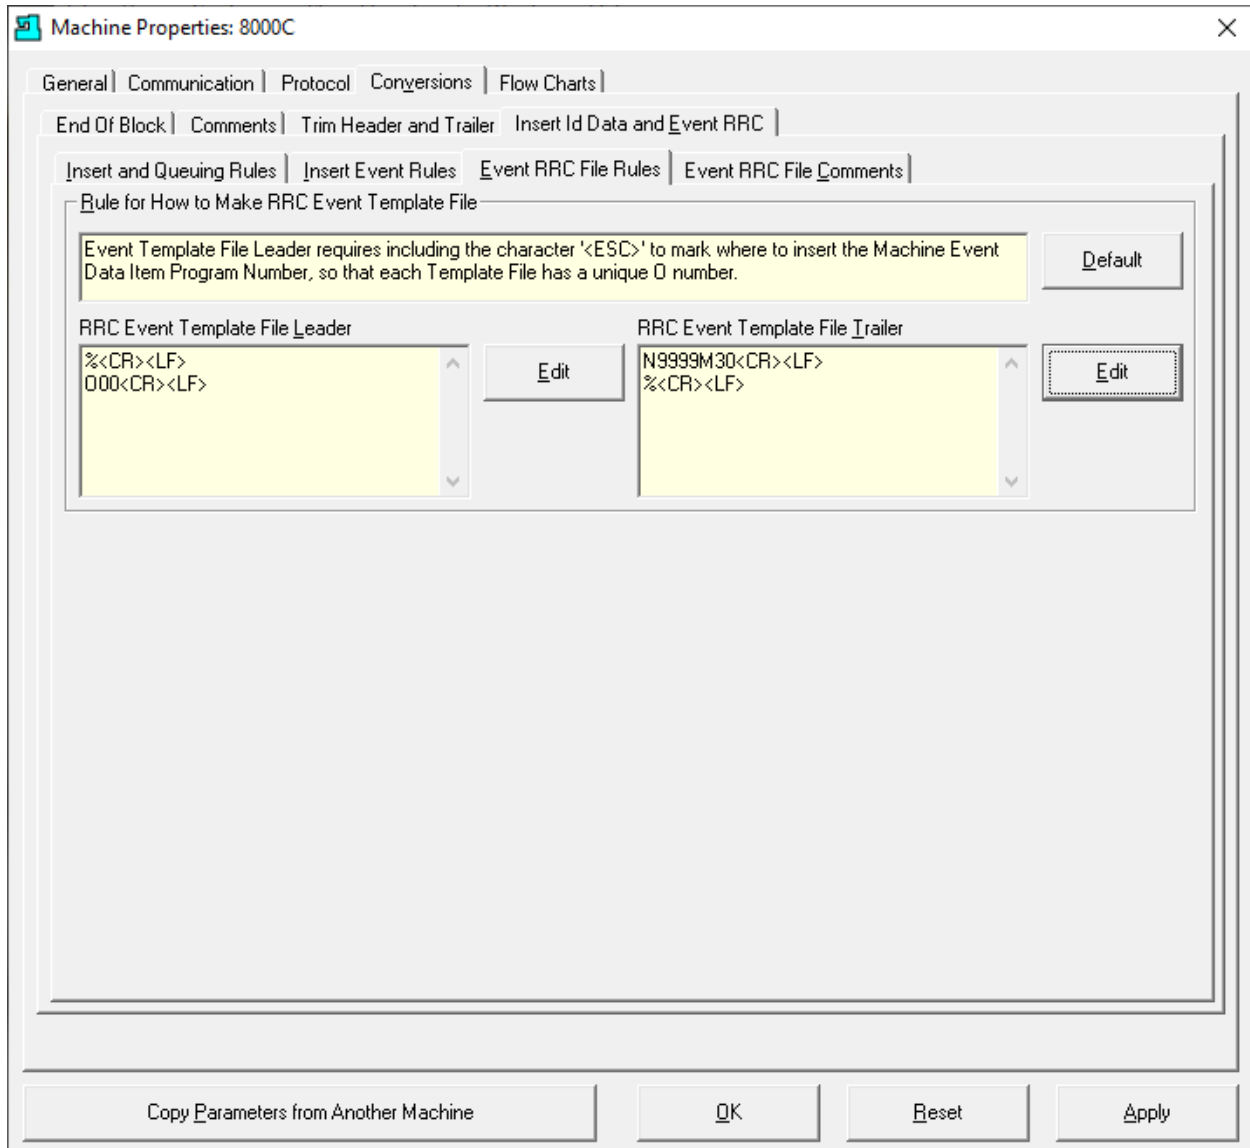 Machine Properties: 8000C
General Communication Protocol Conversions Flow Charts
End Of Block Comments Trim Header and Trailer Insert Id Data and Event RRC
Insert and Queuing Rules Insert Event Rules Event RRC File Rules Event RRC File Comments
Rule for How to Make RRC Event Template File
Event Template File Leader requires including the character '<ESC>' to mark where to insert the Machine Event
Data Item Program Number, so that each Template File has a unique O number.
Default
RRC Event Template File Leader
%<CR><LF>
O00<CR><LF>
Edit
RRC Event Template File Trailer
N9999M30<CR><LF>
%<CR><LF>
Edit
Copy Parameters from Another Machine OK Reset Apply